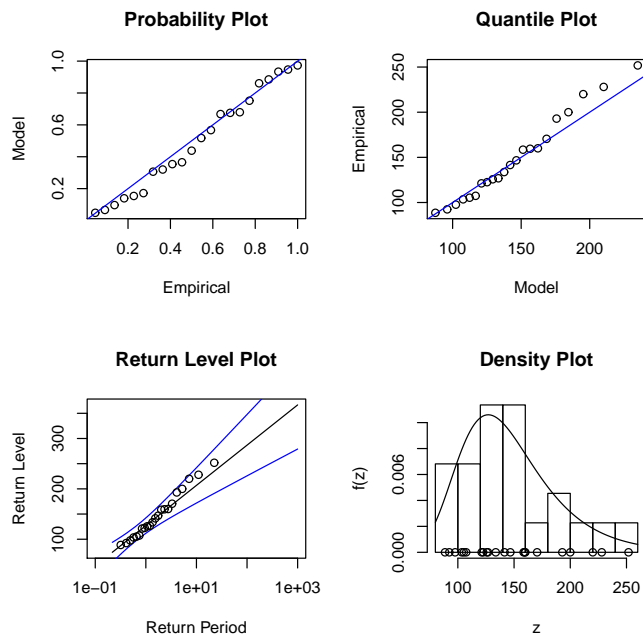 Probability Plot
Model
0.2 0.6 1.0
0.2 0.4 0.6 0.8 1.0
Empirical
Quantile Plot
Empirical
100 150 200 250
100 150 200
Model
Return Level Plot
Return Level
100 200 300
1e−01 1e+01 1e+03
Return Period
Density Plot
f(z)
0.000 0.006
100 150 200 250
z